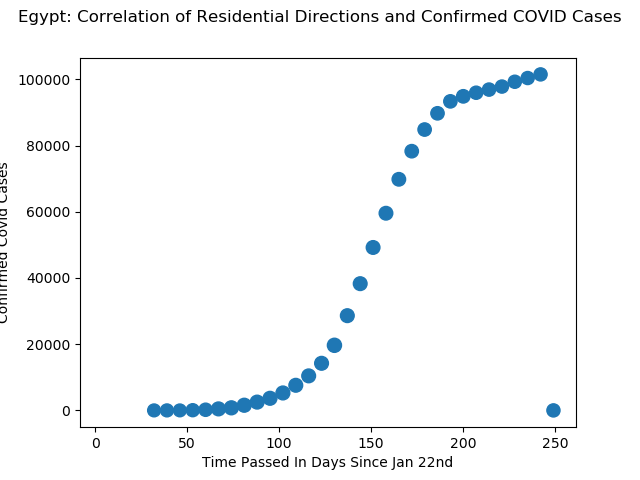 Egypt: Correlation of Residential Directions and Confirmed COVID Cases
100000
80000
60000
40000
20000
0
Confirmed Covid Cases
0 50 100 150 200 250
Time Passed In Days Since Jan 22nd